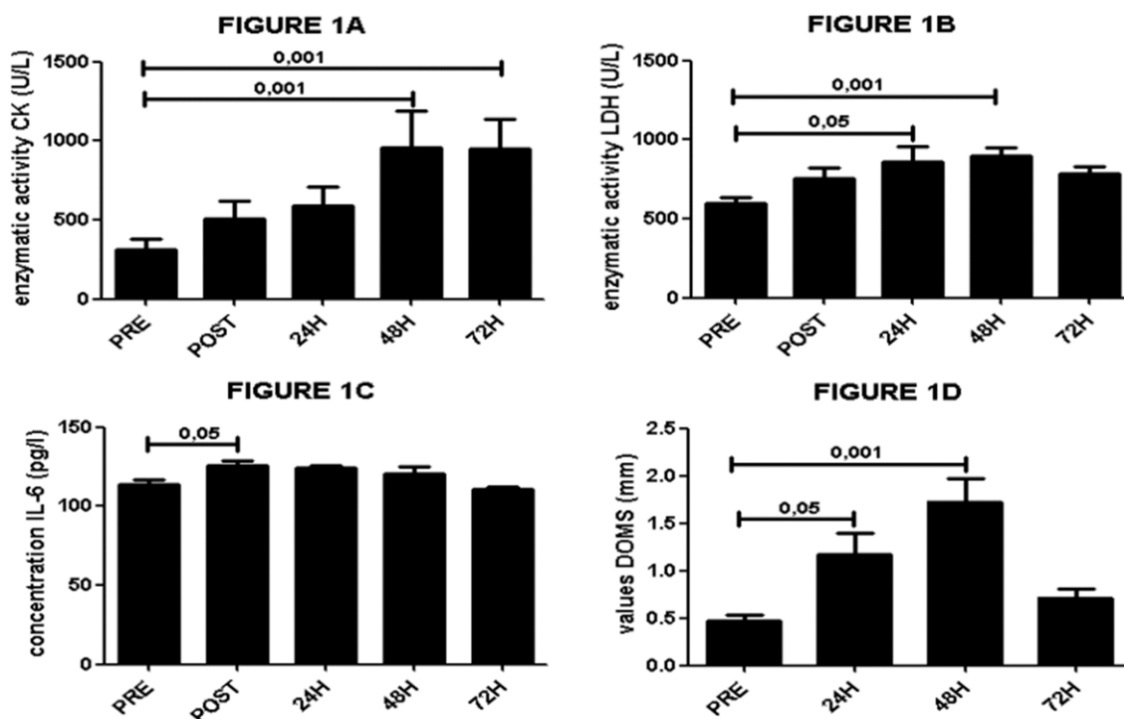 FIGURE 1A
enzymatic activity CK (U/L)
1500
1000
500
0
0,001
0,001
PRE
POST
24H
48H
72H
FIGURE 1B
enzymatic activity LDH (U/L)
1500
1000
500
0
0,001
0,05
PRE
POST
24H
48H
72H
FIGURE 1C
concentration IL-6 (pg/l)
150
100
50
0
0,05
PRE
POST
24H
48H
72H
FIGURE 1D
values DOMS (mm)
2.5
2.0
1.5
1.0
0.5
0.0
0,001
0,05
PRE
24H
48H
72H